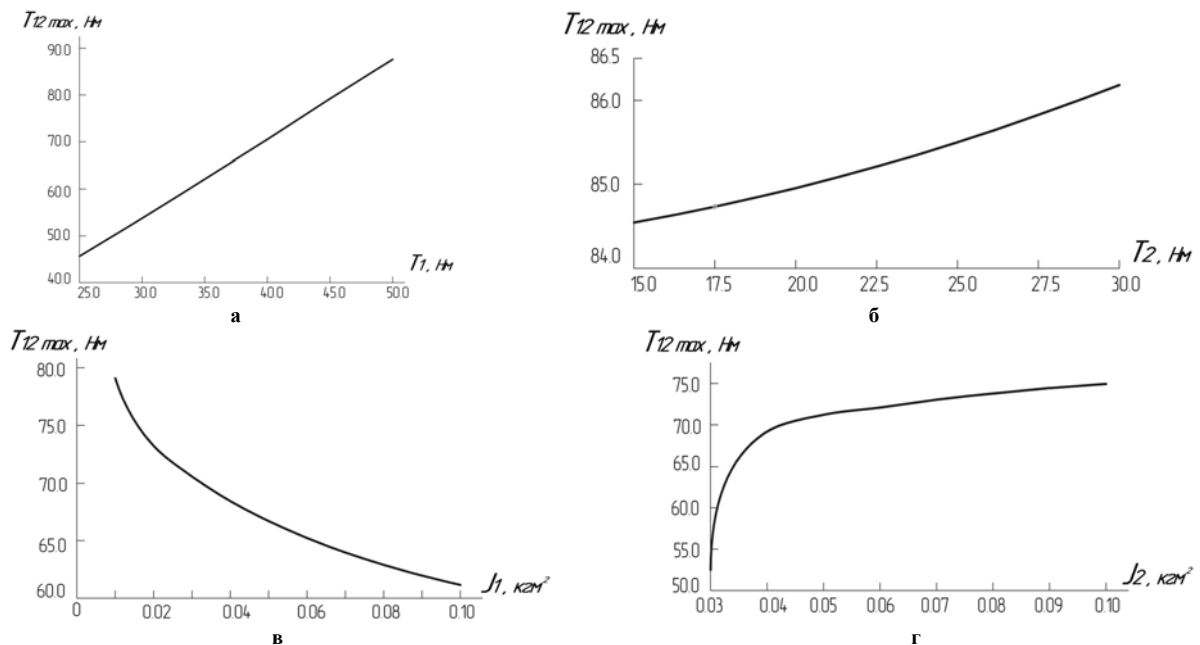 T12 max, Нм
90.0
80.0
70.0
60.0
50.0
40.0
T1, Нм
25.0 30.0 35.0 40.0 45.0 50.0
а
T12 max, Нм
86.5
86.0
85.0
84.0
T2, Нм
15.0 17.5 20.0 22.5 25.0 27.5 30.0
б
T12 max, Нм
80.0
75.0
70.0
65.0
60.0
J1, кгм²
0 0.02 0.04 0.06 0.08 0.10
в
T12 max, Нм
75.0
70.0
65.0
60.0
55.0
50.0
J2, кгм²
0.03 0.04 0.05 0.06 0.07 0.08 0.09 0.10
г